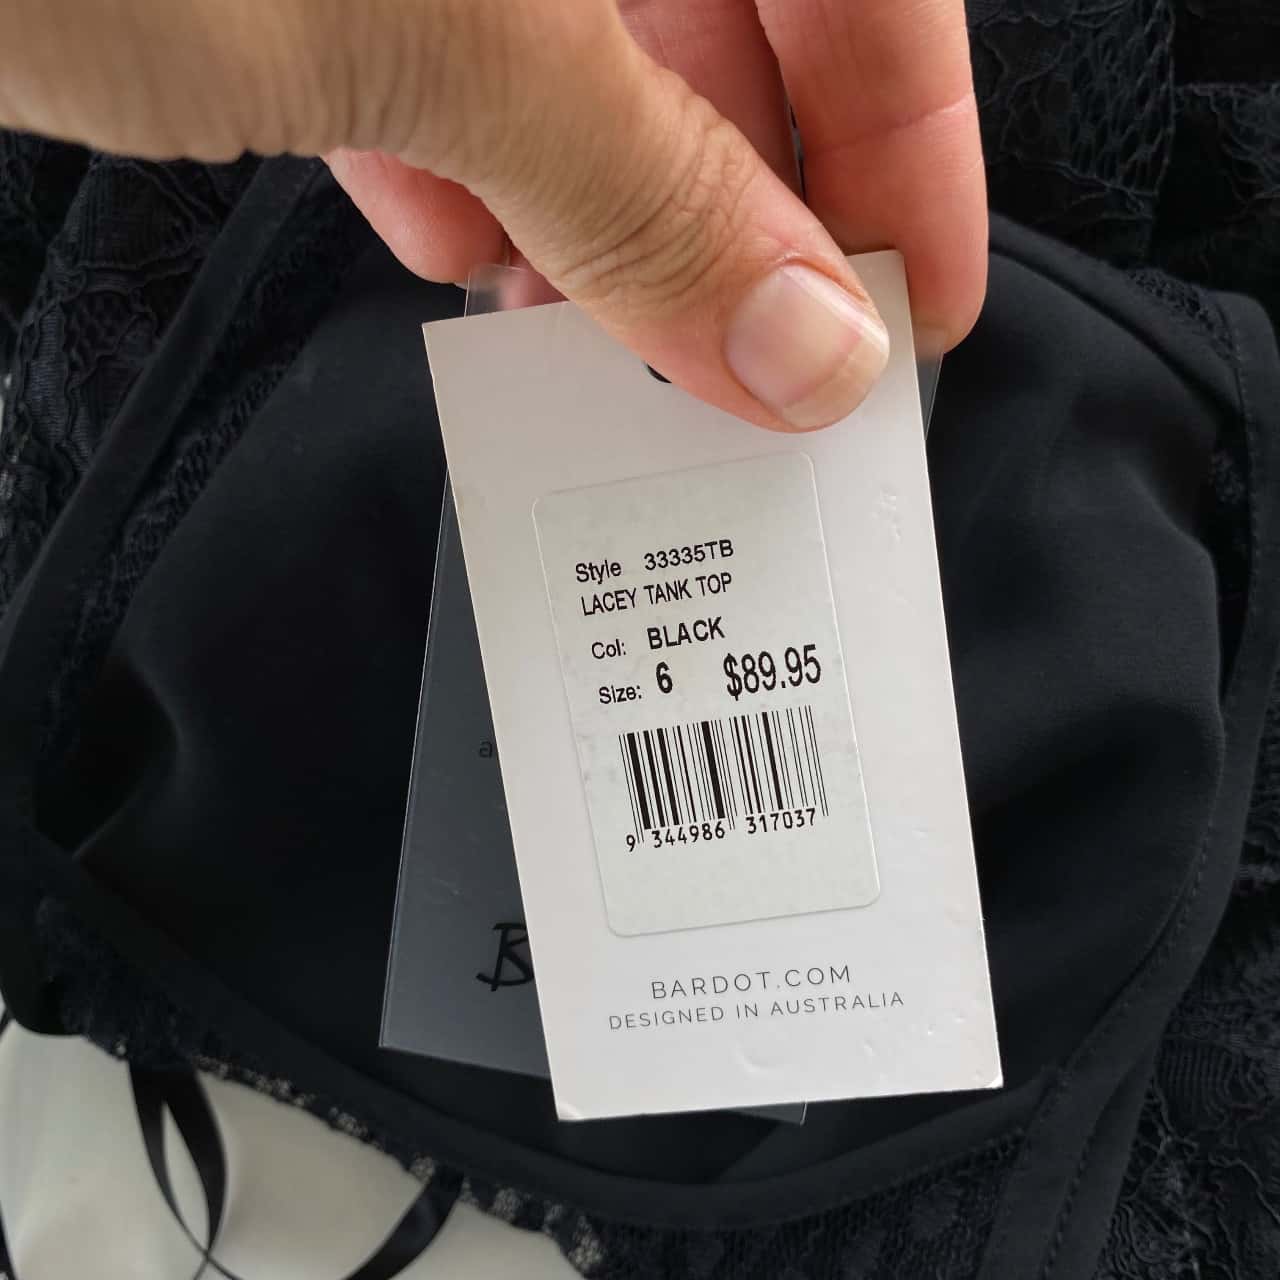 Style 33335TB
LACEY TANK TOP
Col: BLACK
Size: 6 $89.95
9 344986 317037
BARDOT.COM
DESIGNED IN AUSTRALIA